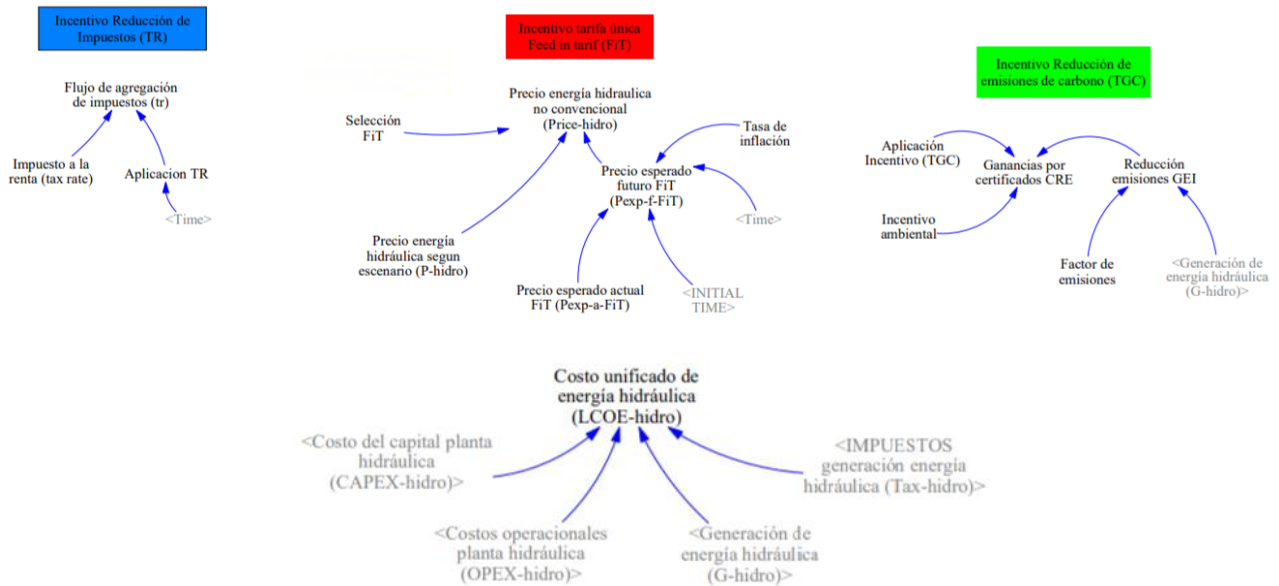 Incentivo Reducción de
Impuestos (TR)
Flujo de agregación
de impuestos (tr)
Impuesto a la
renta (tax rate)
Aplicacion TR
<Time>
Incentivo tarifa única
Feed in tarif (FiT)
Precio energía hidraulica
no convencional
(Price-hidro)
Selección
FiT
Tasa de
inflación
Precio esperado
futuro FiT
(Pexp-f-FiT)
<Time>
Precio energía
hidráulica segun
escenario (P-hidro)
Precio esperado actual
FiT (Pexp-a-FiT)
<INITIAL
TIME>
Incentivo Reducción de
emisiones de carbono (TGC)
Aplicación
Incentivo (TGC)
Ganancias por
certificados CRE
Reducción
emisiones GEI
Incentivo
ambiental
Factor de
emisiones
<Generación de
energía hidráulica
(G-hidro)>
Costo unificado de
energía hidráulica
(LCOE-hidro)
<Costo del capital planta
hidráulica
(CAPEX-hidro)>
<IMPUESTOS
generación energía
hidráulica (Tax-hidro)>
<Costos operacionales
planta hidráulica
(OPEX-hidro)>
<Generación de
energía hidráulica
(G-hidro)>